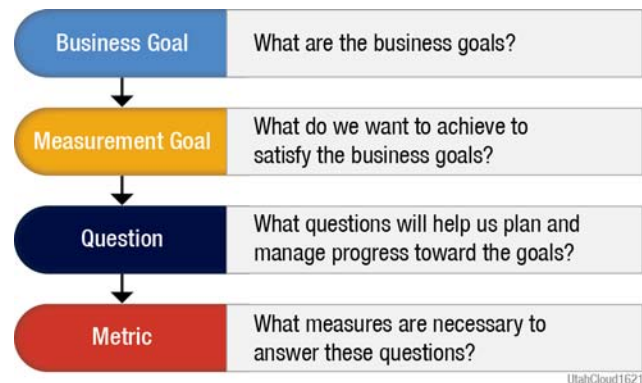 Business Goal
What are the business goals?
Measurement Goal
What do we want to achieve to
satisfy the business goals?
Question
What questions will help us plan and
manage progress toward the goals?
Metric
What measures are necessary to
answer these questions?
UtahCloud1621